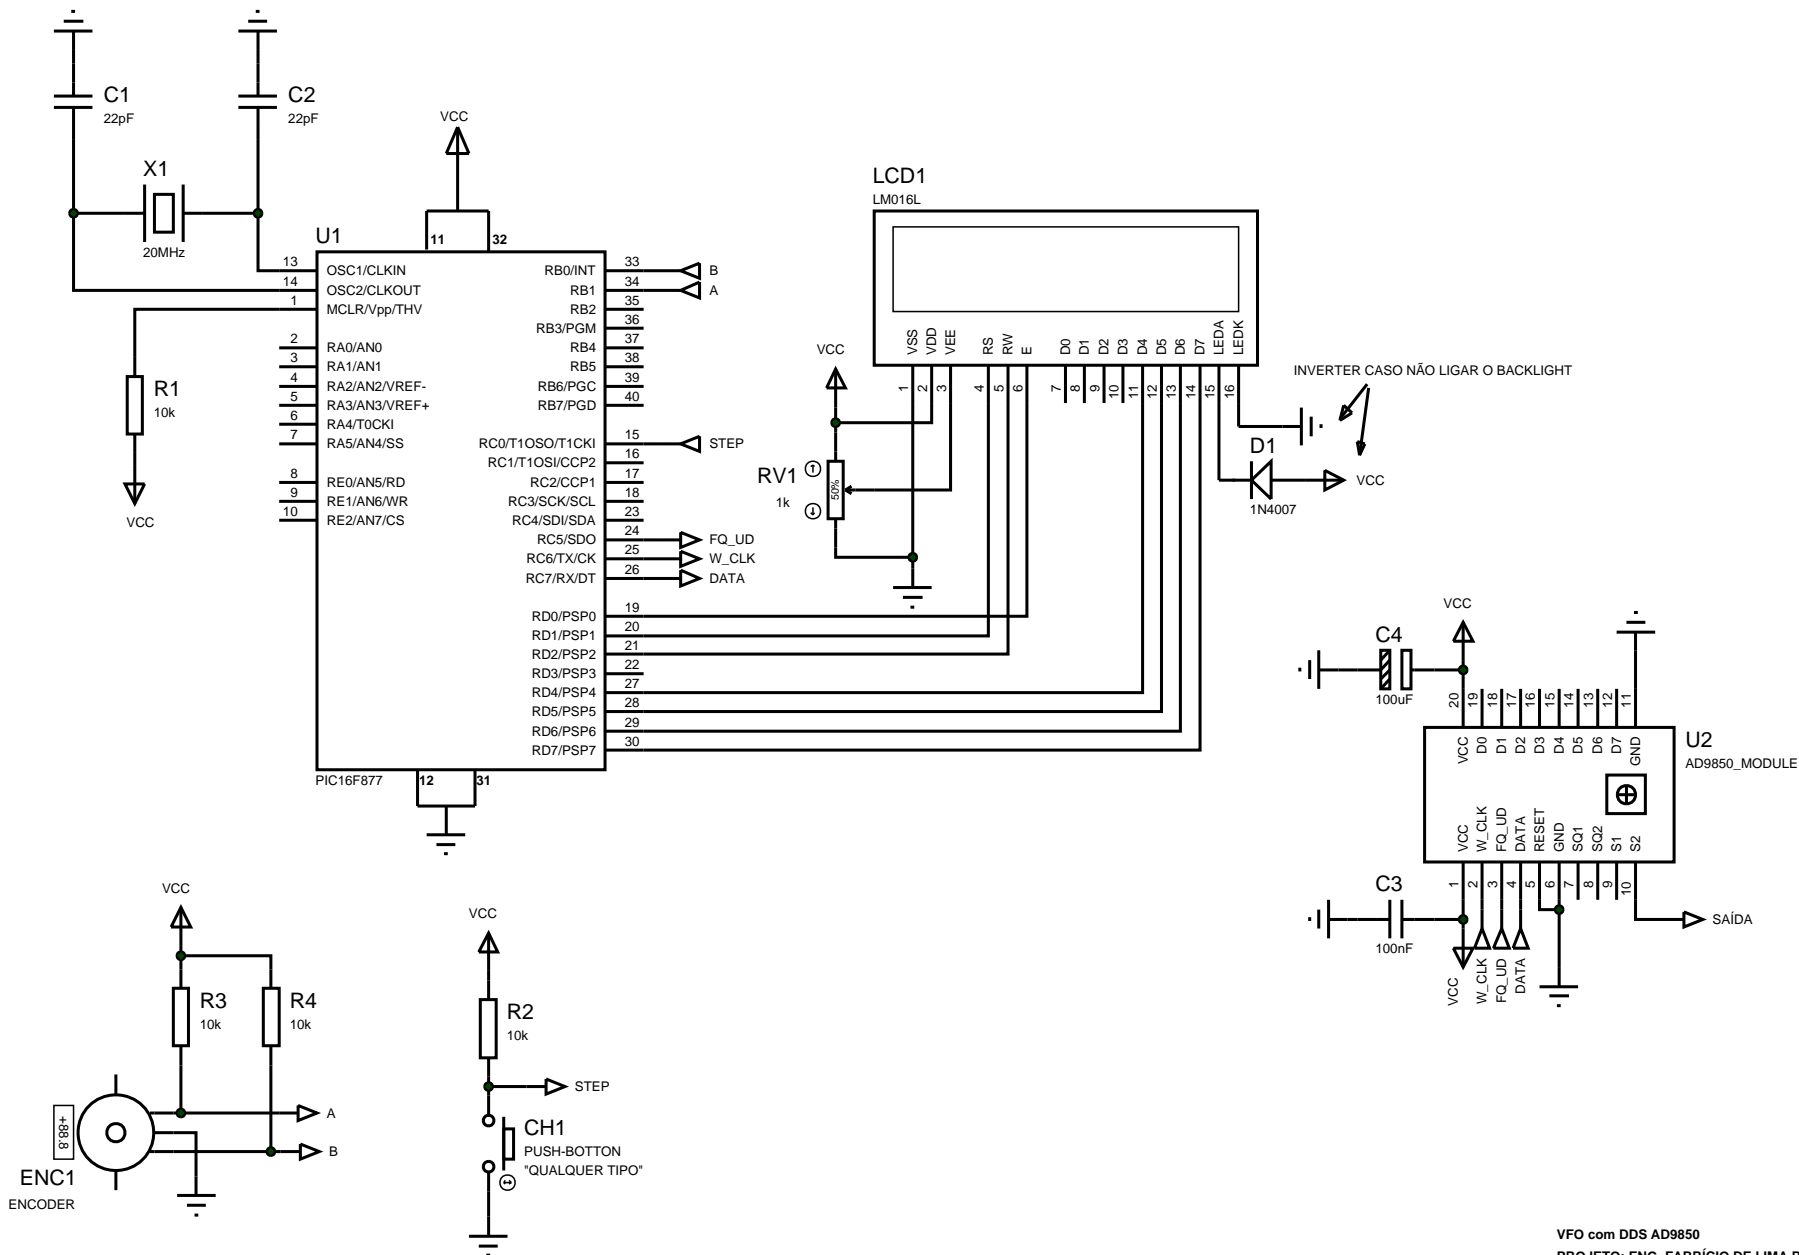 C1
22pF
C2
22pF
X1
20MHz
VCC
11
32
U1
13
OSC1/CLKIN
14
OSC2/CLKOUT
1
MCLR/Vpp/THV
2
RA0/AN0
3
RA1/AN1
4
RA2/AN2/VREF-
5
RA3/AN3/VREF+
6
RA4/T0CKI
7
RA5/AN4/SS
8
RE0/AN5/RD
9
RE1/AN6/WR
10
RE2/AN7/CS
RB0/INT
33
B
RB1
34
A
RB2
35
RB3/PGM
36
RB4
37
RB5
38
RB6/PGC
39
RB7/PGD
40
RC0/T1OSO/T1CKI
15
STEP
RC1/T1OSI/CCP2
16
RC2/CCP1
17
RC3/SCK/SCL
18
RC4/SDI/SDA
23
RC5/SDO
24
FQ_UD
RC6/TX/CK
25
W_CLK
RC7/RX/DT
26
DATA
RD0/PSP0
19
RD1/PSP1
20
RD2/PSP2
21
RD3/PSP3
22
RD4/PSP4
27
RD5/PSP5
28
RD6/PSP6
29
RD7/PSP7
30
PIC16F877
12
31
R1
10k
VCC
LCD1
LM016L
VSS
VDD
VEE
RS
RW
E
D0
D1
D2
D3
D4
D5
D6
D7
LEDA
LEDK
1
2
3
4
5
6
7
8
9
10
11
12
13
14
15
16
VCC
RV1
1k
50%
INVERTER CASO NÃO LIGAR O BACKLIGHT
D1
1N4007
VCC
VCC
C4
100uF
20
19
18
17
16
15
14
13
12
11
VCC
D0
D1
D2
D3
D4
D5
D6
D7
GND
U2
AD9850_MODULE
VCC
W_CLK
FQ_UD
DATA
RESET
GND
SQ1
SQ2
S1
S2
1
2
3
4
5
6
7
8
9
10
C3
100nF
VCC
W_CLK
FQ_UD
DATA
SAÍDA
VCC
R3
10k
R4
10k
A
B
+88.8
ENC1
ENCODER
VCC
R2
10k
STEP
CH1
PUSH-BOTTON
"QUALQUER TIPO"
VFO com DDS AD9850